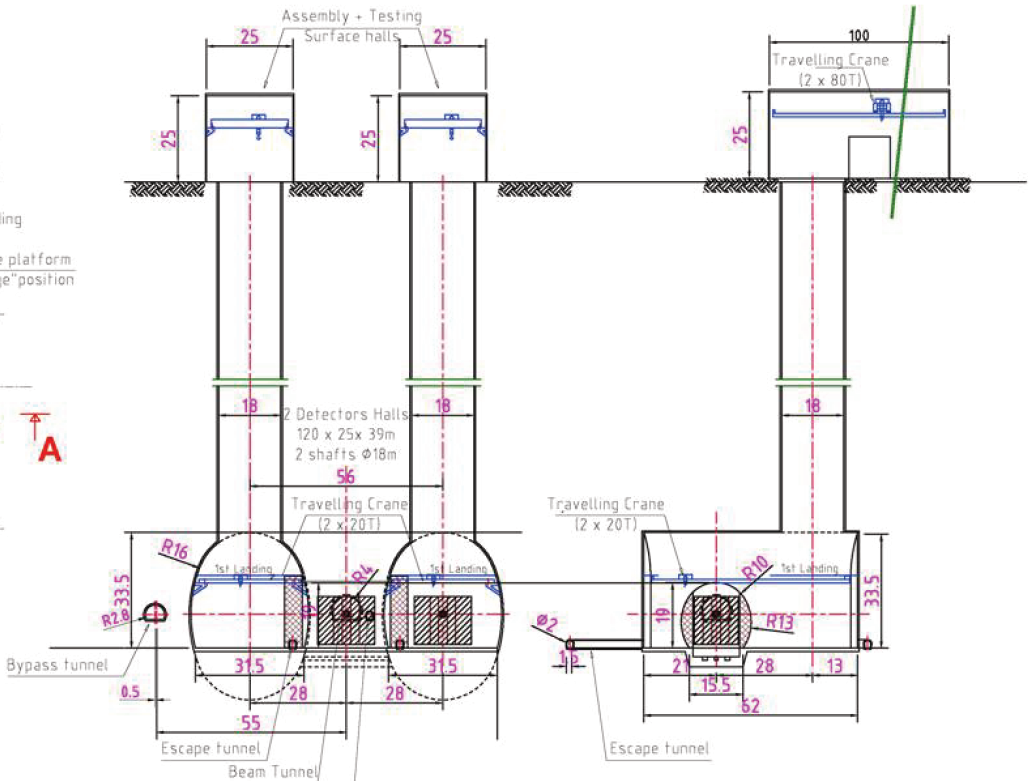 Assembly + Testing
Surface halls
25
25
100
Travelling Crane
(2 x 80T)
25
25
25
ing
e platform
ge"position
A
18
2 Detectors Halls
120 x 25x 39m
2 shafts Ø18m
18
18
56
Travelling Crane
(2 x 20T)
Travelling Crane
(2 x 20T)
R16
1st Landing
R4
1st Landing
R10
1st Landing
33.5
19
19
33.5
R2.8
R13
Ø2
Bypass tunnel
1.5
31.5
31.5
21
28
13
0.5
28
28
15.5
55
62
Escape tunnel
Escape tunnel
Beam Tunnel